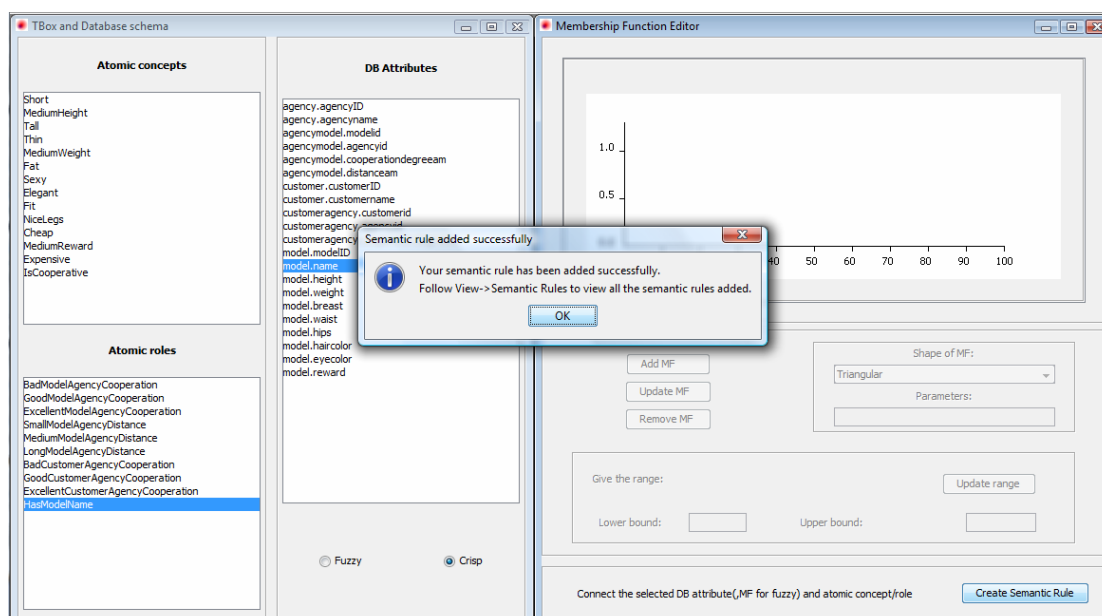 TBox and Database schema
Atomic concepts
Short
MediumHeight
Tall
Thin
MediumWeight
Fat
Sexy
Elegant
Fit
NiceLegs
Cheap
MediumReward
Expensive
IsCooperative
Atomic roles
BadModelAgencyCooperation
GoodModelAgencyCooperation
ExcellentModelAgencyCooperation
SmallModelAgencyDistance
MediumModelAgencyDistance
LongModelAgencyDistance
BadCustomerAgencyCooperation
GoodCustomerAgencyCooperation
ExcellentCustomerAgencyCooperation
HasModelName
DB Attributes
agency.agencyID
agency.agencyname
agencymodel.modelid
agencymodel.agencyid
agencymodel.cooperationdegreeam
agencymodel.distanceam
customer.customerID
customer.customername
customeragency.customerid
customeragency.agencyid
customeragency
model.modelID
model.name
model.height
model.weight
model.breast
model.waist
model.hips
model.haircolor
model.eyecolor
model.reward
Fuzzy
Crisp
Semantic rule added successfully
Your semantic rule has been added successfully.
Follow View->Semantic Rules to view all the semantic rules added.
OK
Membership Function Editor
1.0
0.5
0.0
40 50 60 70 80 90 100
Add MF
Update MF
Remove MF
Shape of MF:
Triangular
Parameters:
Give the range:
Update range
Lower bound:
Upper bound:
Connect the selected DB attribute(,MF for fuzzy) and atomic concept/role
Create Semantic Rule